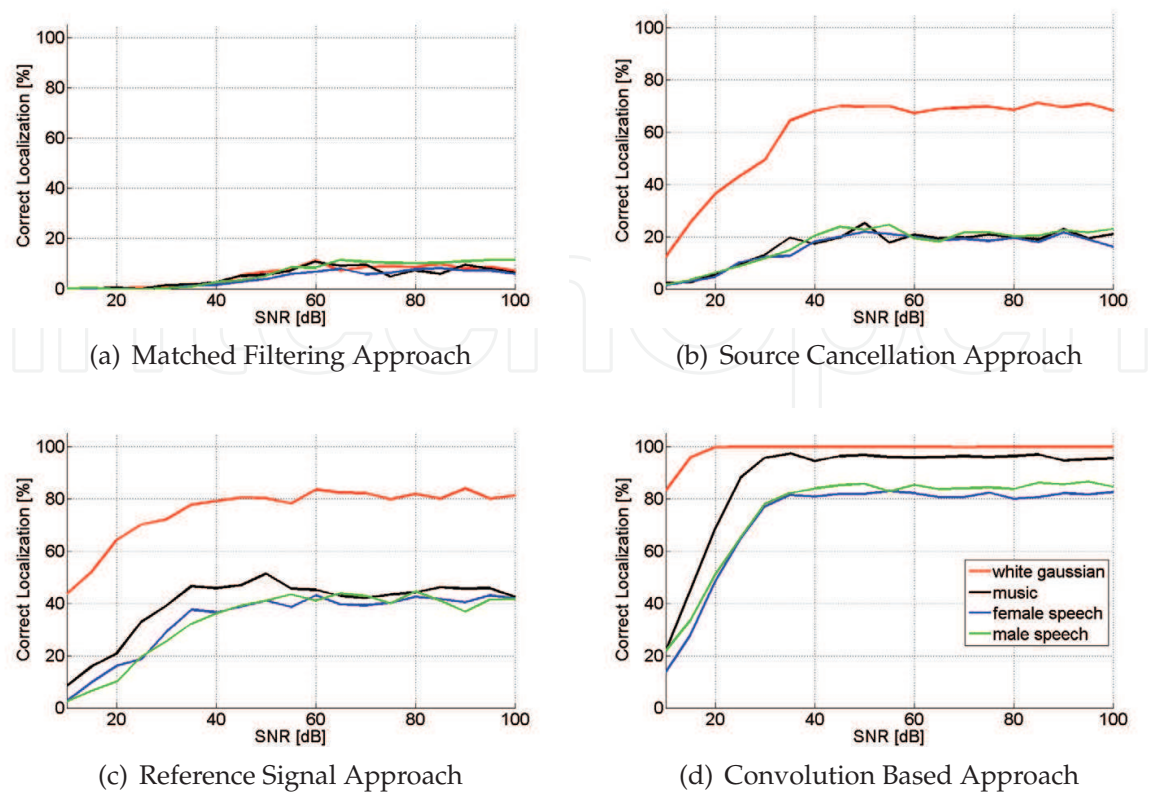 100
80
60
40
20
0
Correct Localization [%]
20 40 60 80 100
SNR [dB]
(a) Matched Filtering Approach
100
80
60
40
20
0
Correct Localization [%]
20 40 60 80 100
SNR [dB]
(b) Source Cancellation Approach
100
80
60
40
20
0
Correct Localization [%]
20 40 60 80 100
SNR [dB]
(c) Reference Signal Approach
100
80
60
40
20
0
Correct Localization [%]
20 40 60 80 100
SNR [dB]
white gaussian
music
female speech
male speech
(d) Convolution Based Approach